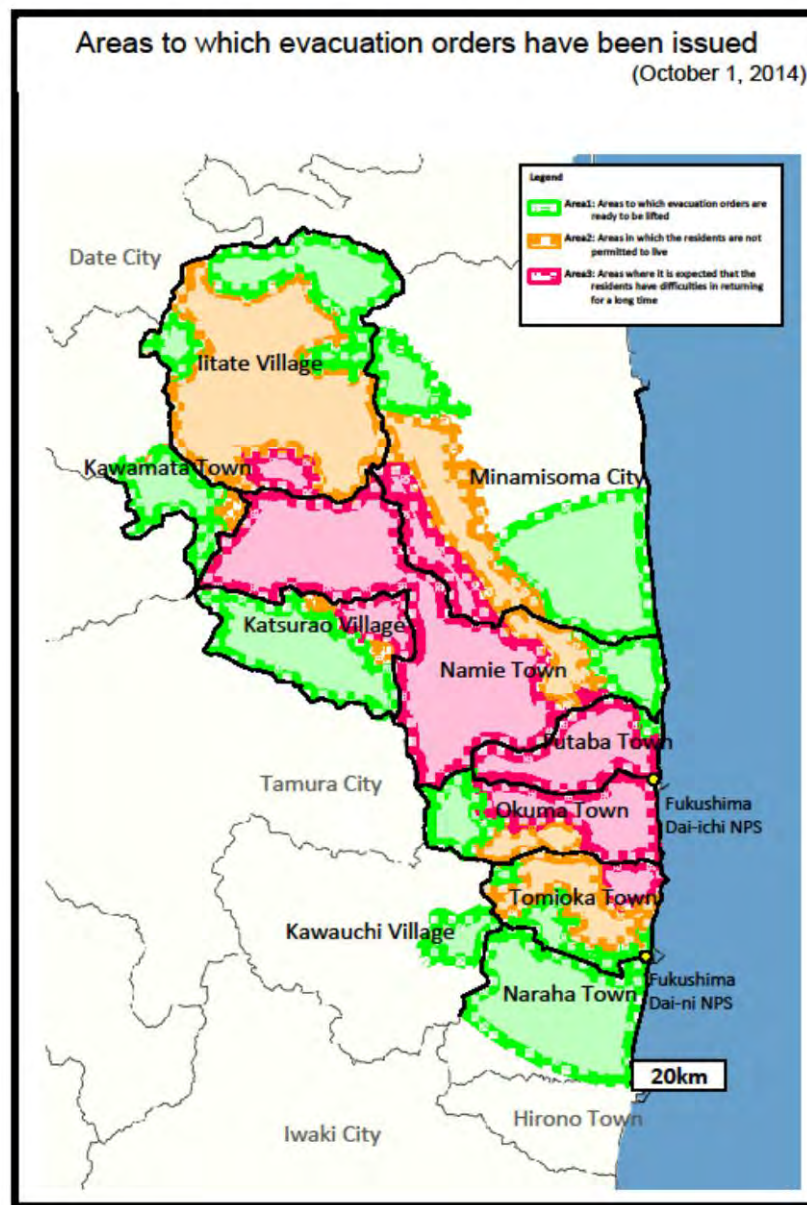 Areas to which evacuation orders have been issued
(October 1, 2014)
Legend
Area1: Areas to which evacuation orders are
ready to be lifted
Area2: Areas in which the residents are not
permitted to live
Area3: Areas where it is expected that the
residents have difficulties in returning
for a long time
Date City
Iitate Village
Kawamata Town
Minamisoma City
Katsurao Village
Namie Town
Futaba Town
Tamura City
Okuma Town
Fukushima
Dai-ichi NPS
Tomioka Town
Kawauchi Village
Naraha Town
Fukushima
Dai-ni NPS
20km
Hirono Town
Iwaki City